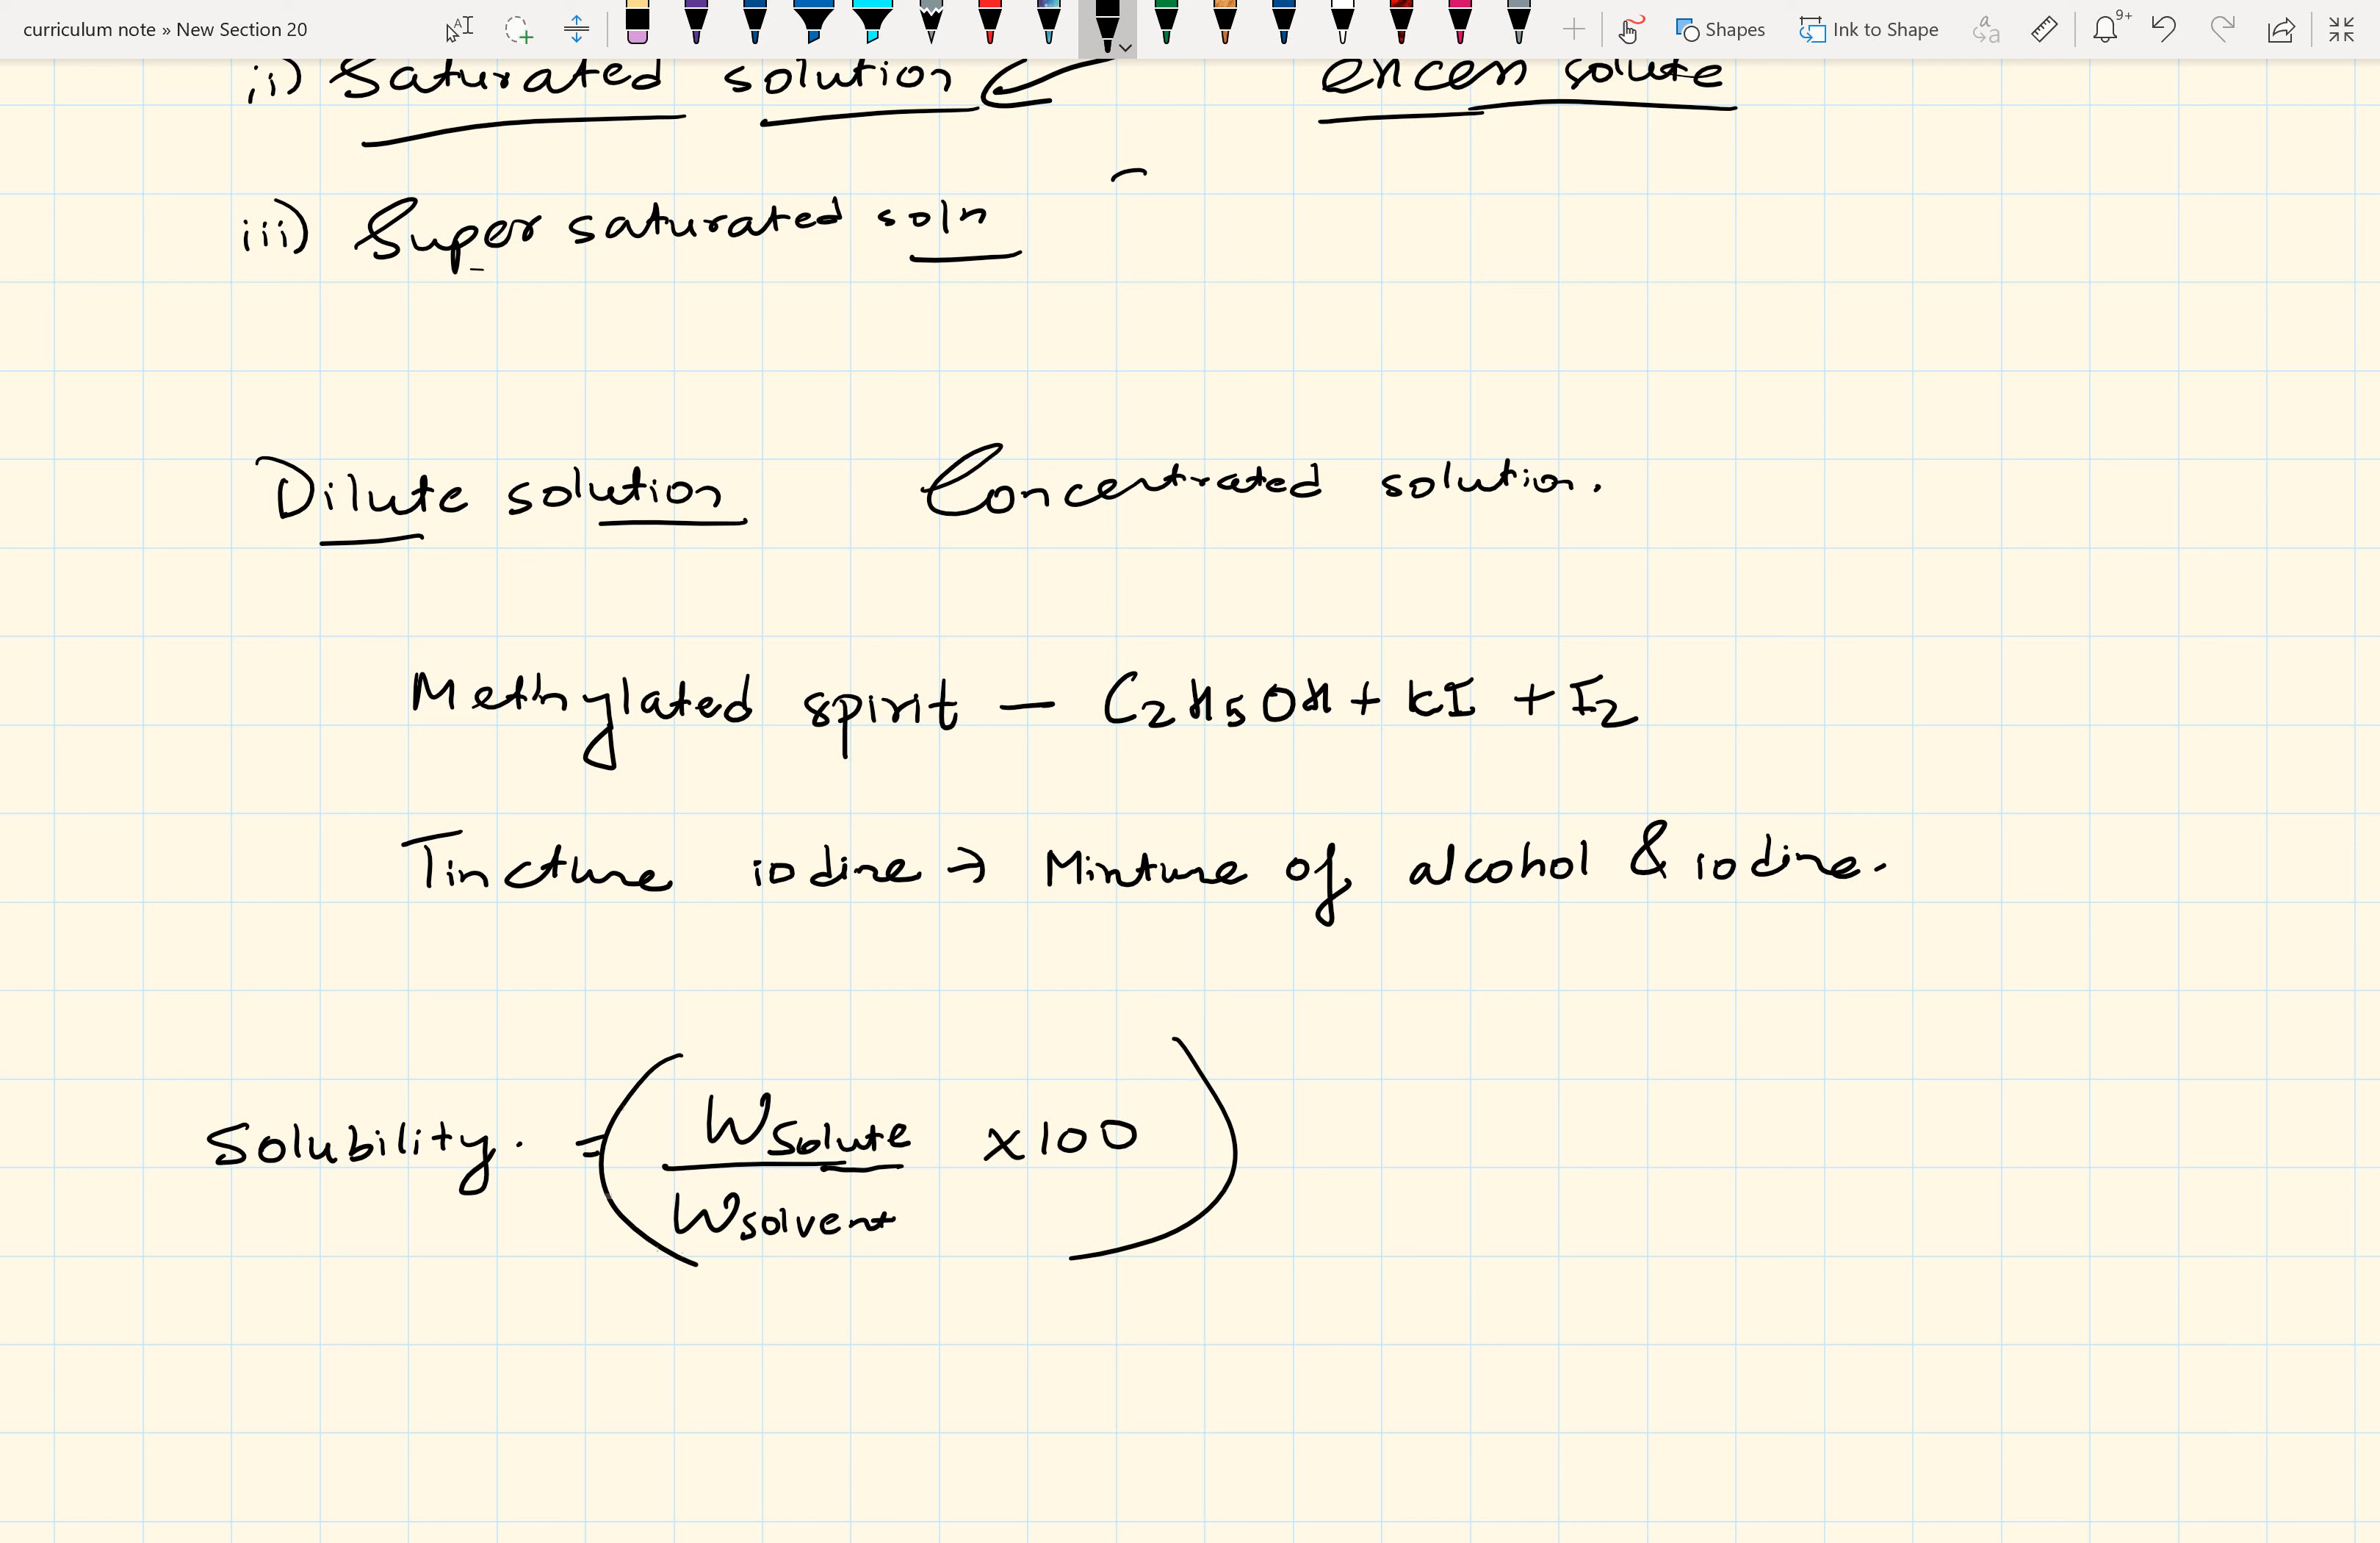 curriculum note » New Section 20
Shapes
Ink to Shape
9+
ii) Saturated solution excess solute
iii) Super saturated soln
Dilute solution Concentrated solution.
Methylated spirit — C2H5OH + KI + I2
Tincture iodine → Mixture of alcohol & iodine.
Solubility. = ( Wsolute x100 )
Wsolvent